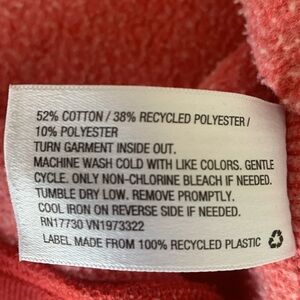 52% COTTON / 38% RECYCLED POLYESTER /
10% POLYESTER
TURN GARMENT INSIDE OUT.
MACHINE WASH COLD WITH LIKE COLORS. GENTLE
CYCLE. ONLY NON-CHLORINE BLEACH IF NEEDED.
TUMBLE DRY LOW. REMOVE PROMPTLY.
COOL IRON ON REVERSE SIDE IF NEEDED.
RN17730 VN1973322
LABEL MADE FROM 100% RECYCLED PLASTIC